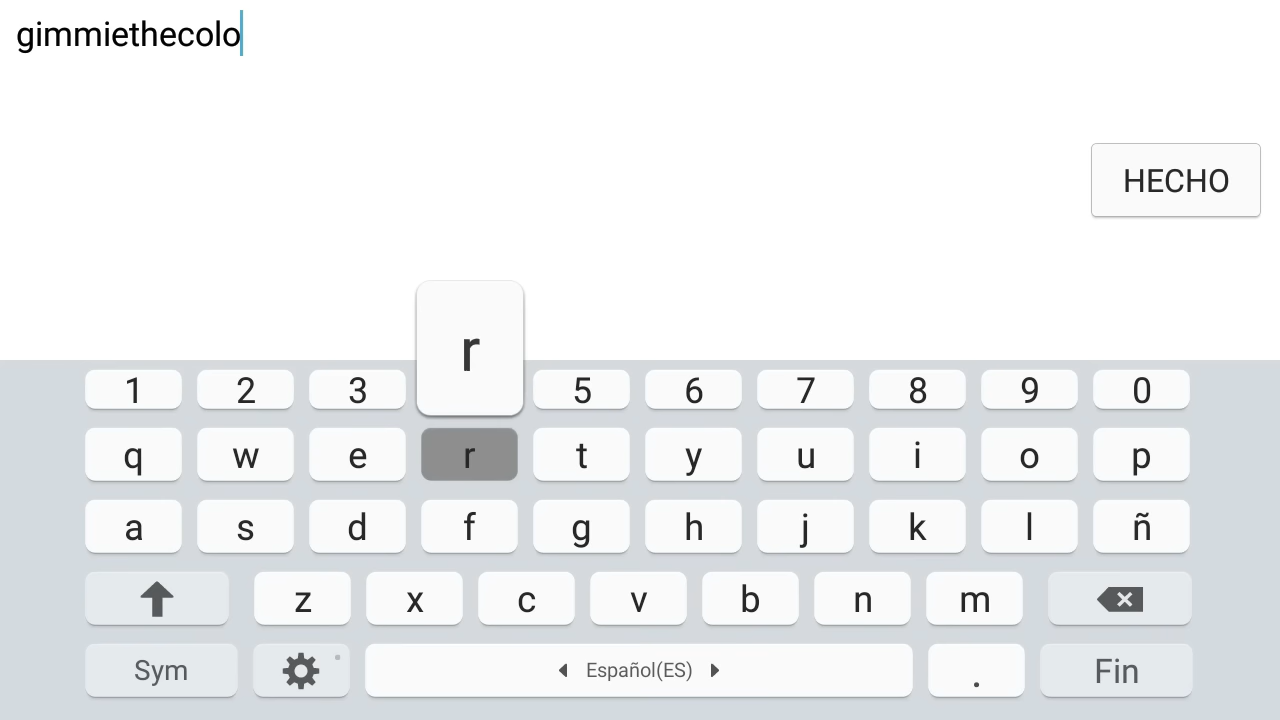 gimmiethecolo
HECHO
r
1 2 3 5 6 7 8 9 0
q w e r t y u i o p
a s d f g h j k l ñ
z x c v b n m
Sym Español(ES) . Fin